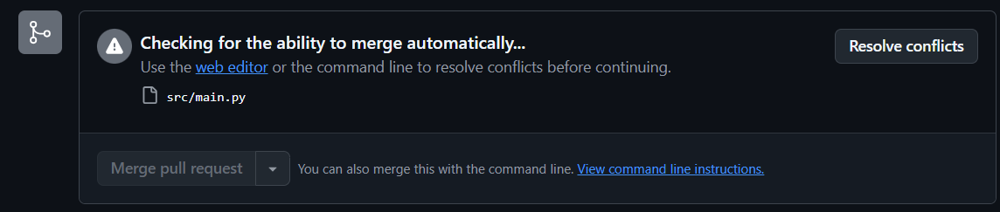 Checking for the ability to merge automatically...
Resolve conflicts
Use the web editor or the command line to resolve conflicts before continuing.
src/main.py
Merge pull request
You can also merge this with the command line. View command line instructions.